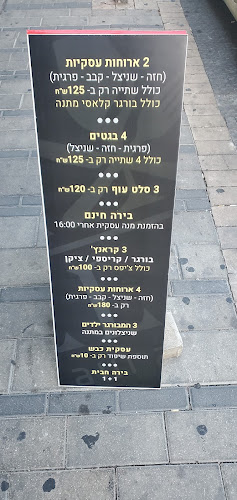 2 ארוחות עסקיות
(חזה - שניצל - קבב - פרגית)
כולל שתייה רק ב- 125 ש"ח
כולל בורגר קלאסי מתנה
4 בגטים
(פרגית - חזה - שניצל)
כולל 4 שתייה רק ב- 125 ש"ח
3 סלט עוף רק ב- 120 ש"ח
בירה חינם
בהזמנת מנה עסקית אחרי 16:00
3 קראנץ'
בורגר / קריספי / ציקן
כולל צ'יפס רק ב- 100 ש"ח
4 ארוחות עסקיות
(חזה - שניצל - קבב - פרגית)
רק ב- 180 ש"ח
3 המבורגר ילדים
שניצלונים במתנה
עסקית כבש
תוספת שיפוד רק ב- 10 ש"ח
בירה חבית
1+1